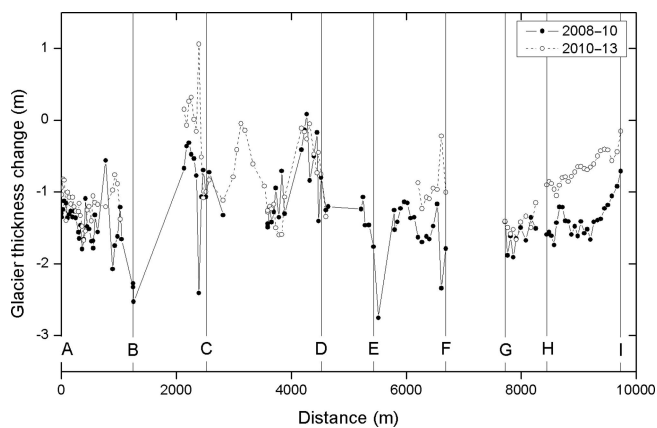 2008–10
2010–13
1
0
-1
-2
-3
Glacier thickness change (m)
A B C D E F G H I
0 2000 4000 6000 8000 10000
Distance (m)